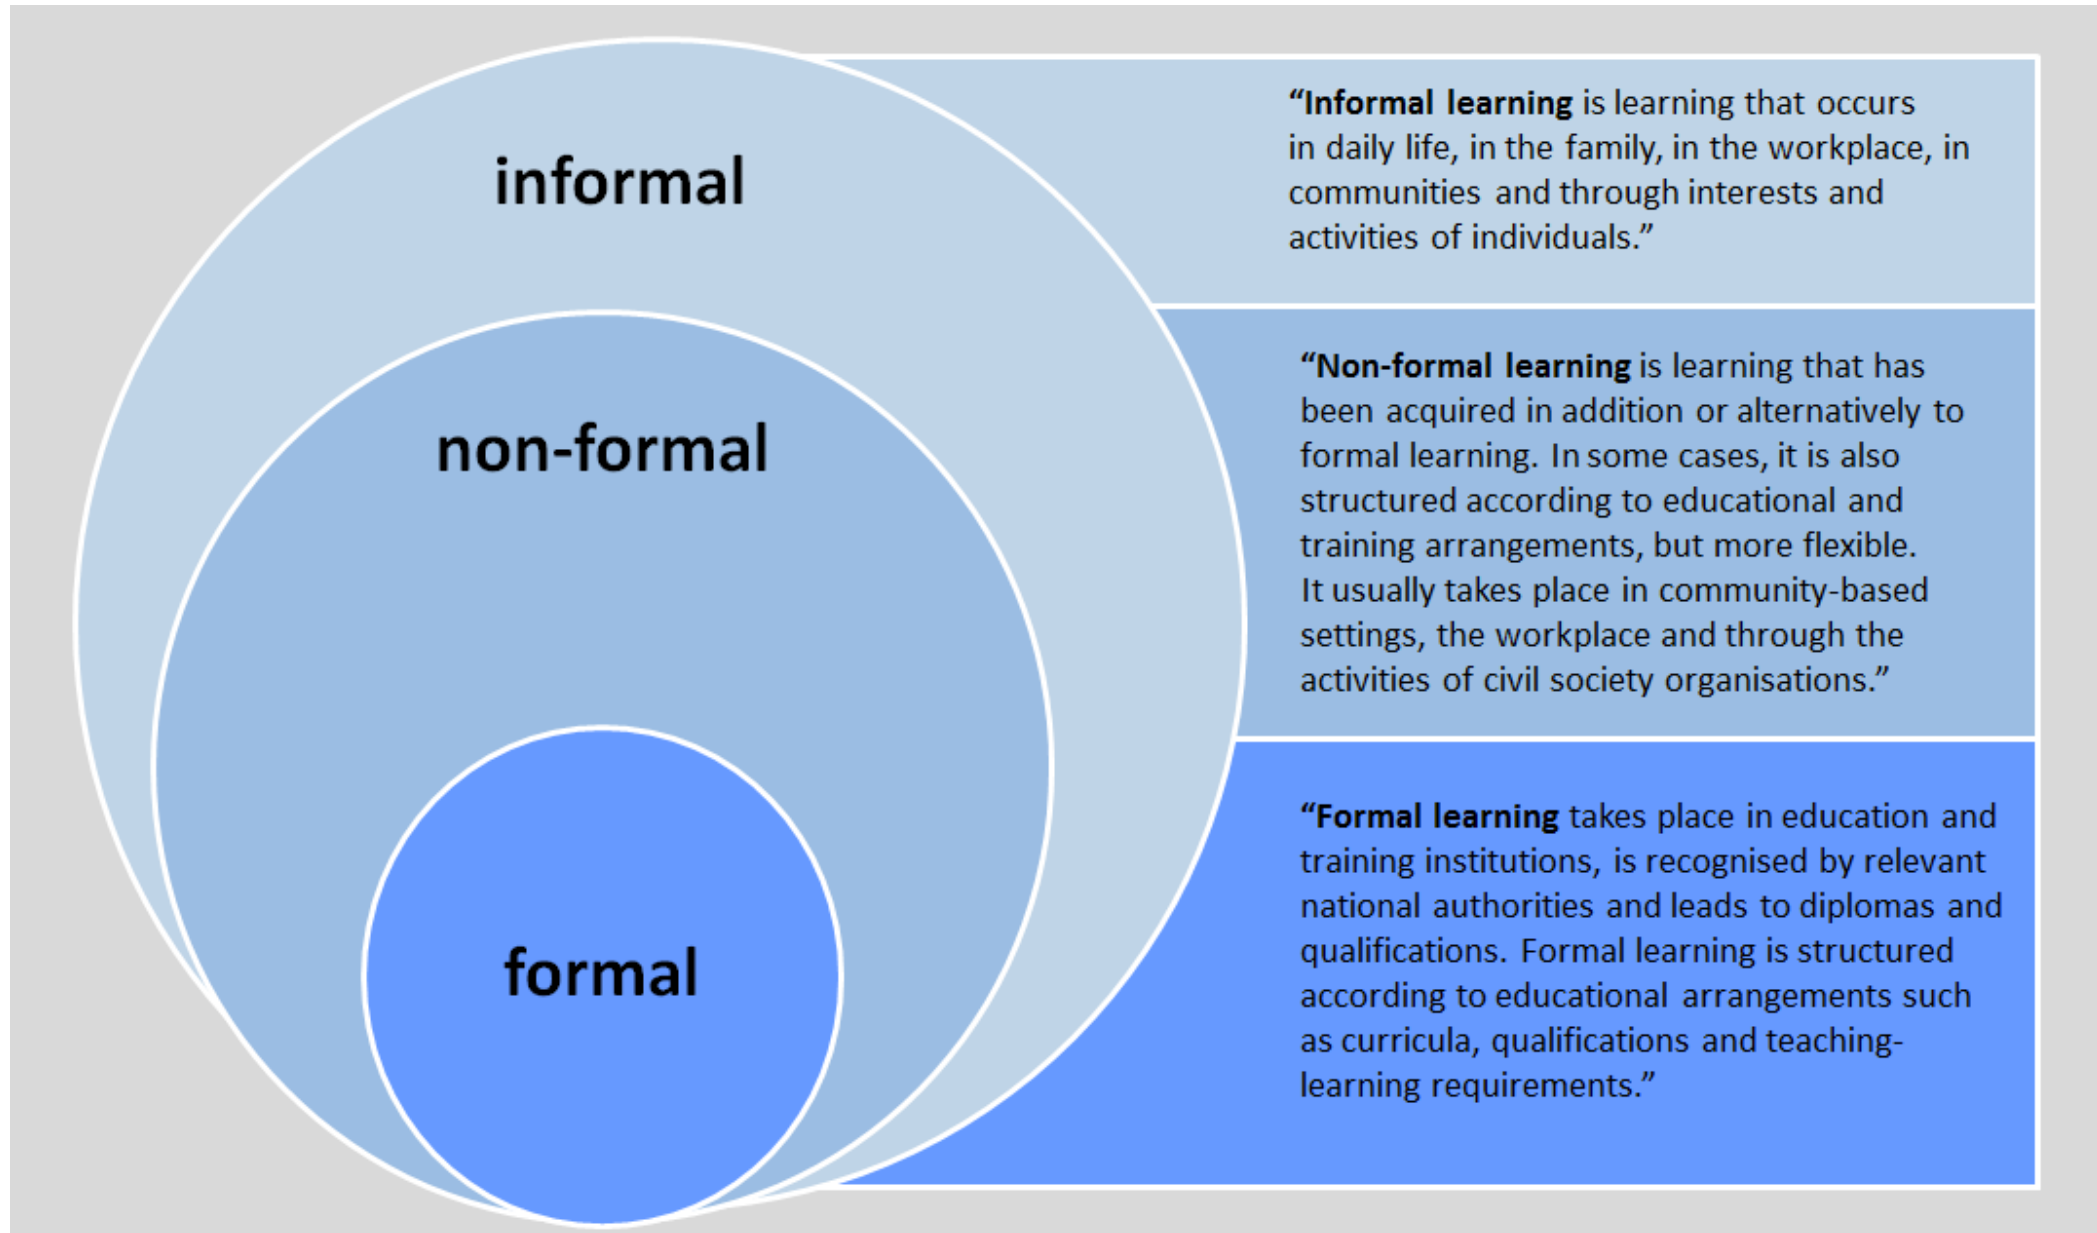 informal
non-formal
formal
“Informal learning is learning that occurs
in daily life, in the family, in the workplace, in
communities and through interests and
activities of individuals.”
“Non-formal learning is learning that has
been acquired in addition or alternatively to
formal learning. In some cases, it is also
structured according to educational and
training arrangements, but more flexible.
It usually takes place in community-based
settings, the workplace and through the
activities of civil society organisations.”
“Formal learning takes place in education and
training institutions, is recognised by relevant
national authorities and leads to diplomas and
qualifications. Formal learning is structured
according to educational arrangements such
as curricula, qualifications and teaching-
learning requirements.”